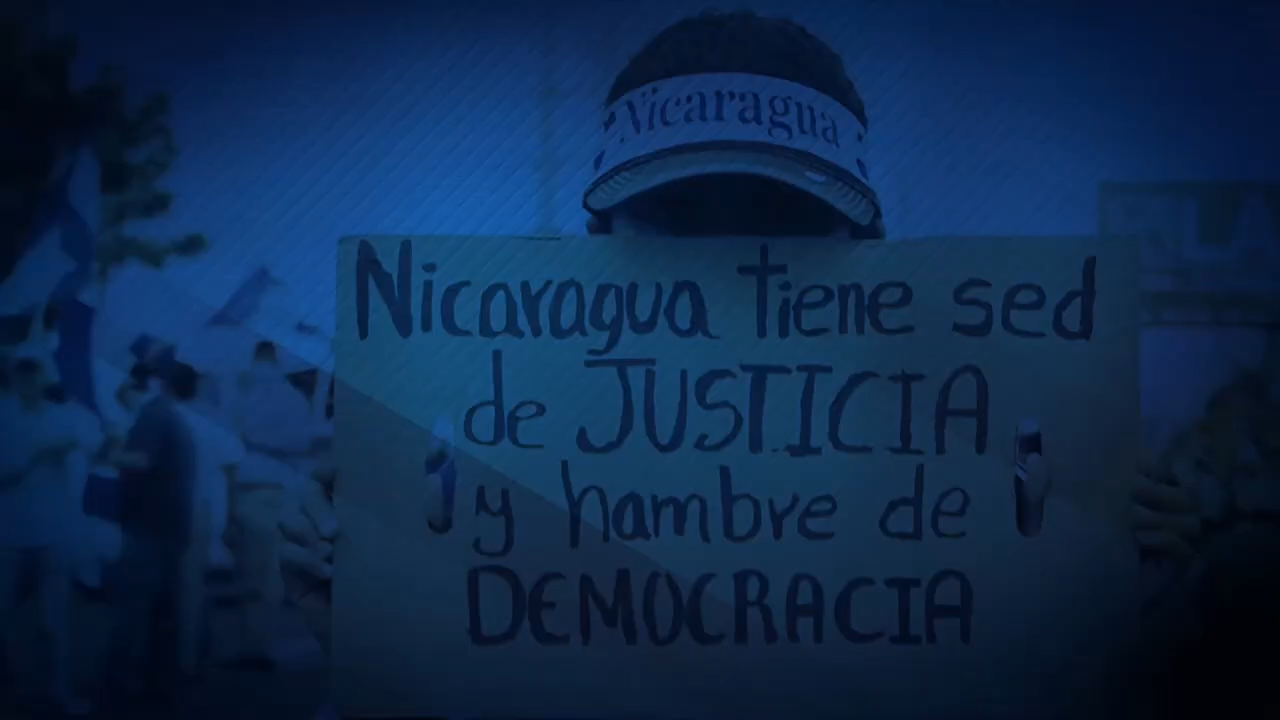 Nicaragua
Nicaragua tiene sed
de JUSTICIA
y hambre de
DEMOCRACIA